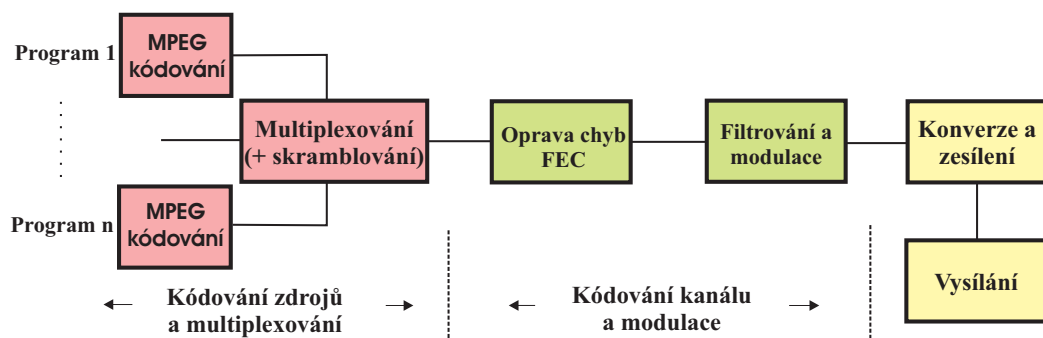 Program 1
MPEG
kódování
Multiplexování
(+ skramblování)
Oprava chyb
FEC
Filtrování a
modulace
Konverze a
zesílení
Program n
MPEG
kódování
Vysílání
Kódování zdrojů
a multiplexování
Kódování kanálu
a modulace